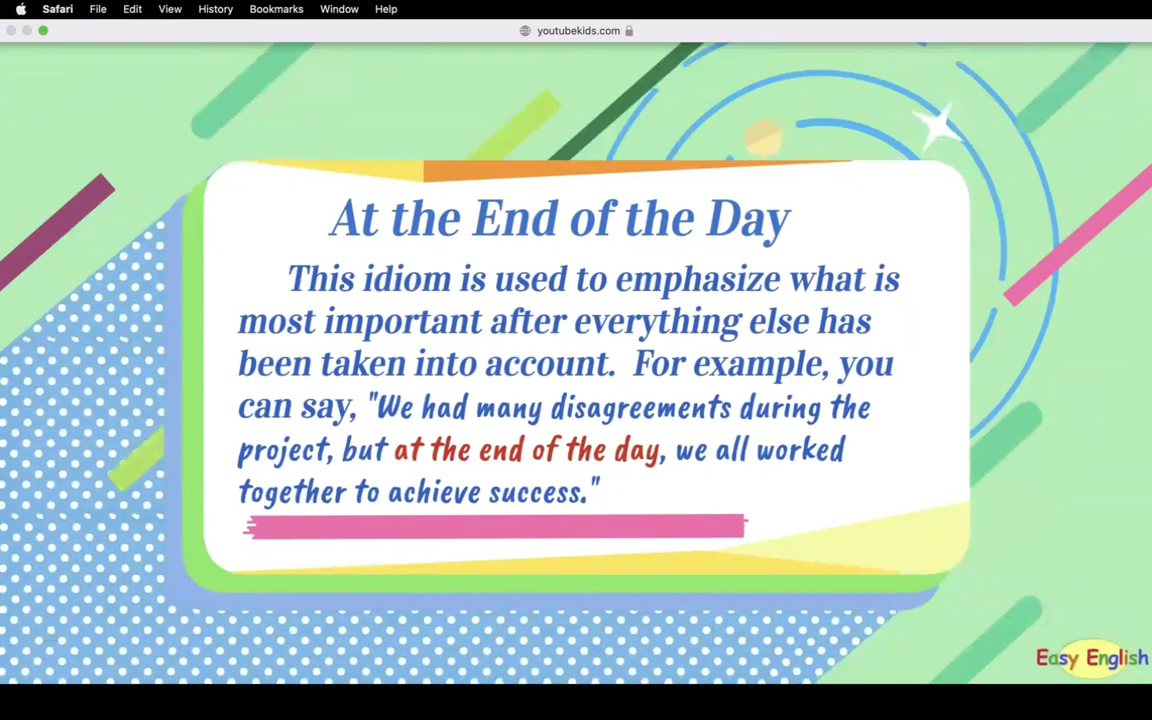 Safari File Edit View History Bookmarks Window Help
youtubekids.com
At the End of the Day
This idiom is used to emphasize what is
most important after everything else has
been taken into account. For example, you
can say, "We had many disagreements during the
project, but at the end of the day, we all worked
together to achieve success."
Easy English